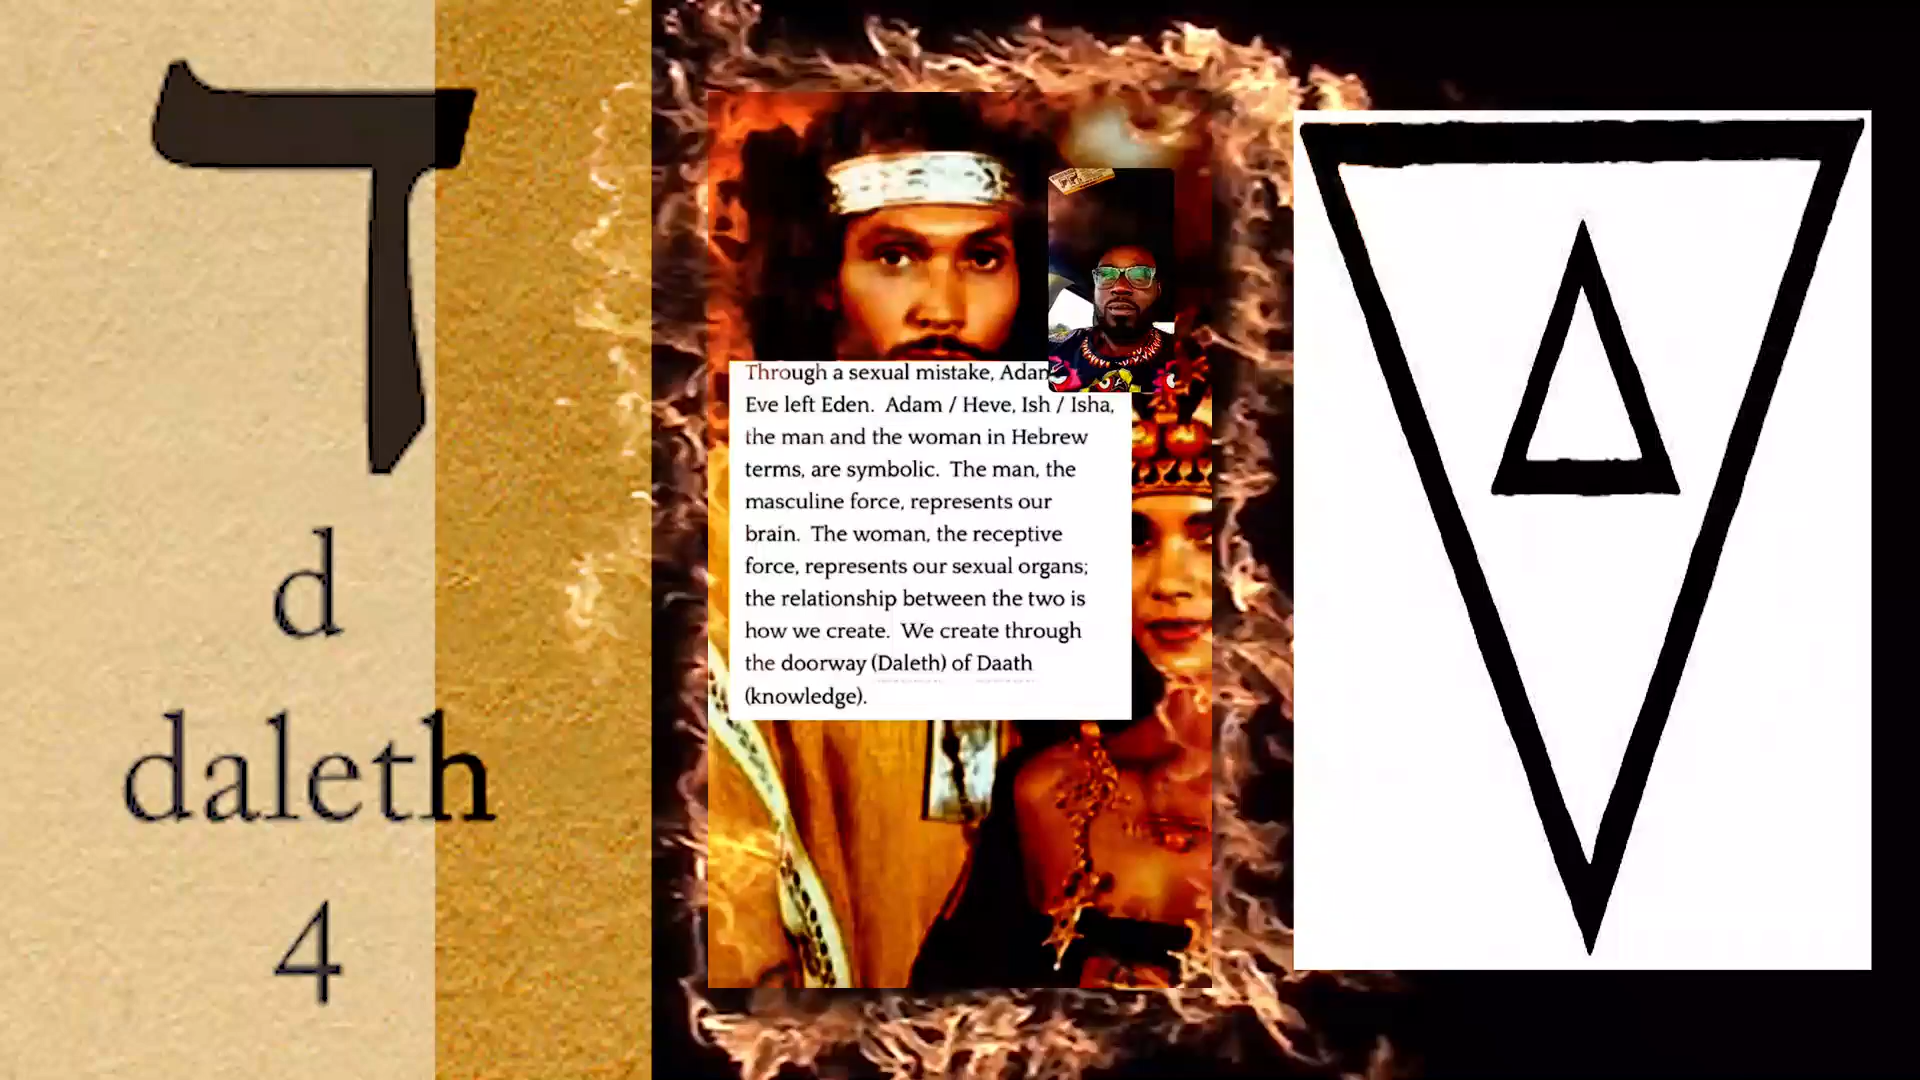 ד
d
daleth
4
Through a sexual mistake, Adam
Eve left Eden. Adam / Heve, Ish / Isha,
the man and the woman in Hebrew
terms, are symbolic. The man, the
masculine force, represents our
brain. The woman, the receptive
force, represents our sexual organs;
the relationship between the two is
how we create. We create through
the doorway (Daleth) of Daath
(knowledge).